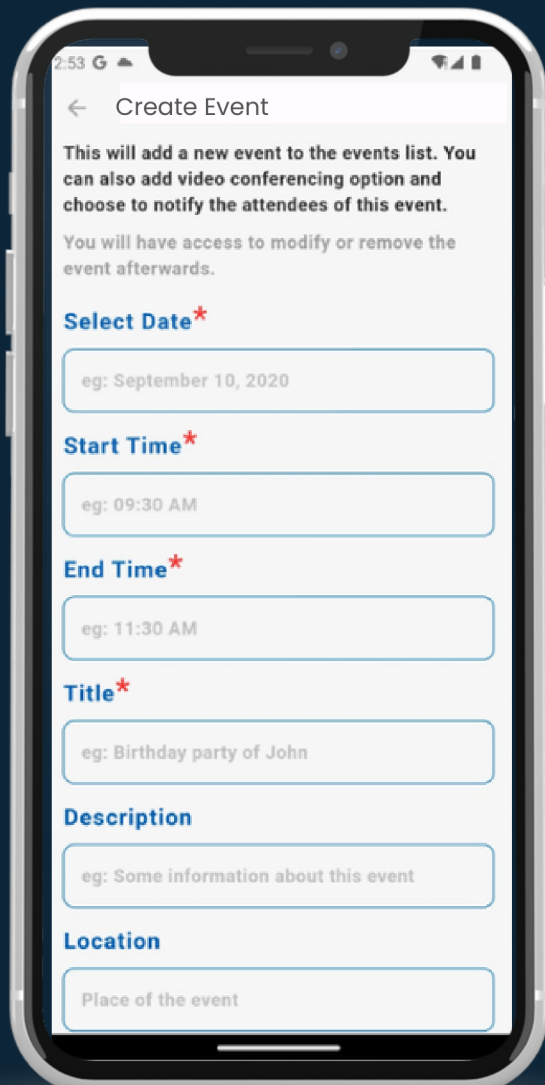 2:53 G
Create Event
This will add a new event to the events list. You
can also add video conferencing option and
choose to notify the attendees of this event.
You will have access to modify or remove the
event afterwards.
Select Date*
eg: September 10, 2020
Start Time*
eg: 09:30 AM
End Time*
eg: 11:30 AM
Title*
eg: Birthday party of John
Description
eg: Some information about this event
Location
Place of the event